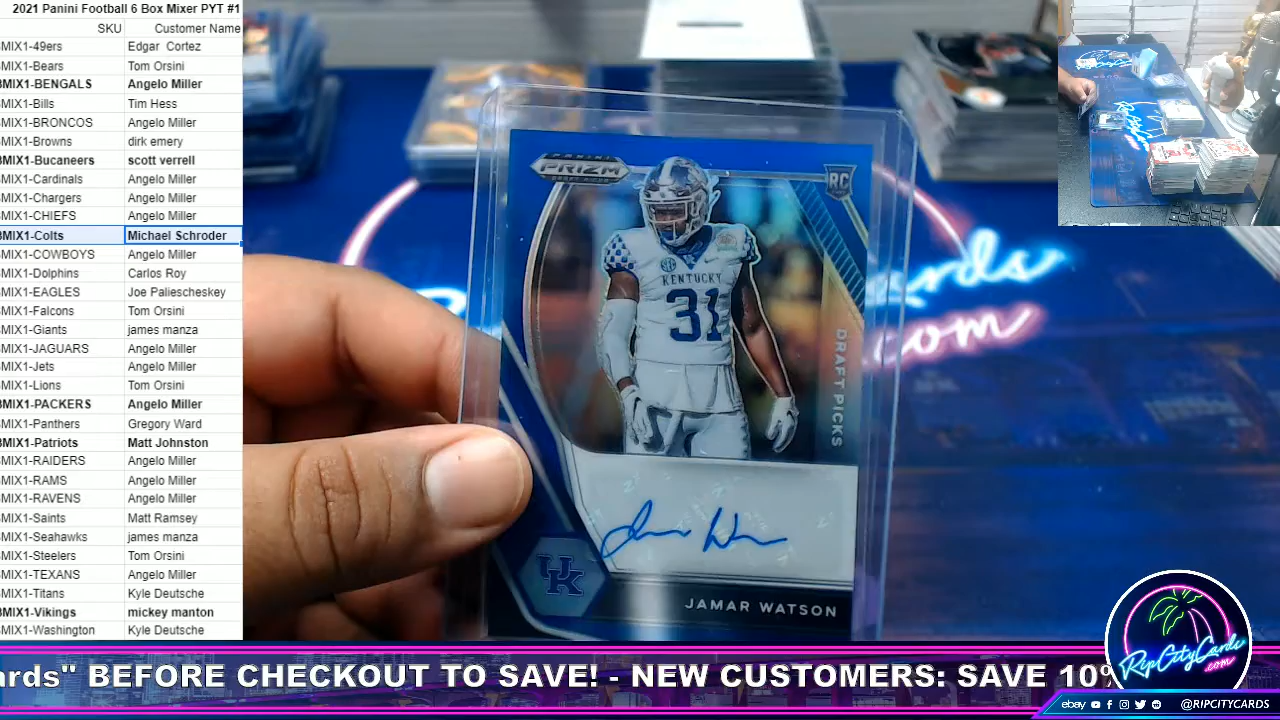 2021 Panini Football 6 Box Mixer PYT #1
SKU Customer Name
MIX1-49ers Edgar Cortez
MIX1-Bears Tom Orsini
MIX1-BENGALS Angelo Miller
MIX1-Bills Tim Hess
MIX1-BRONCOS Angelo Miller
MIX1-Browns dirk emery
MIX1-Bucaneers scott verrell
MIX1-Cardinals Angelo Miller
MIX1-Chargers Angelo Miller
MIX1-CHIEFS Angelo Miller
MIX1-Colts Michael Schroder
MIX1-COWBOYS Angelo Miller
MIX1-Dolphins Carlos Roy
MIX1-EAGLES Joe Paliescheskey
MIX1-Falcons Tom Orsini
MIX1-Giants james manza
MIX1-JAGUARS Angelo Miller
MIX1-Jets Angelo Miller
MIX1-Lions Tom Orsini
MIX1-PACKERS Angelo Miller
MIX1-Panthers Gregory Ward
MIX1-Patriots Matt Johnston
MIX1-RAIDERS Angelo Miller
MIX1-RAMS Angelo Miller
MIX1-RAVENS Angelo Miller
MIX1-Saints Matt Ramsey
MIX1-Seahawks james manza
MIX1-Steelers Tom Orsini
MIX1-TEXANS Angelo Miller
MIX1-Titans Kyle Deutsche
MIX1-Vikings mickey manton
MIX1-Washington Kyle Deutsche
PANINI
PRIZM
DRAFT PICKS
RC
SEC
KENTUCKY
31
DRAFT PICKS
UK
JAMAR WATSON
Cards
.com
RipCityCards
.com
ards" BEFORE CHECKOUT TO SAVE! - NEW CUSTOMERS: SAVE 10%
ebay @RIPCITYCARDS